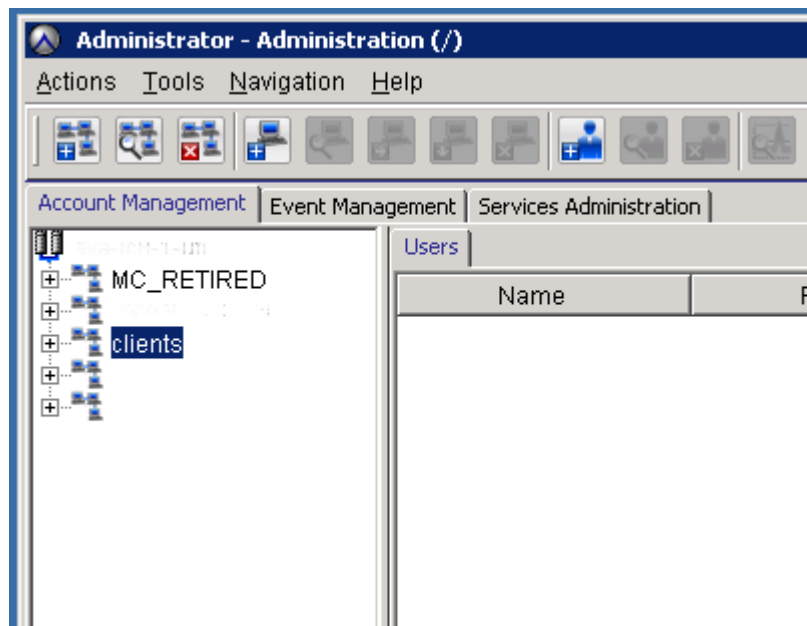 Administrator - Administration (/)
Actions Tools Navigation Help
Account Management Event Management Services Administration
Users
MC_RETIRED
Name
clients